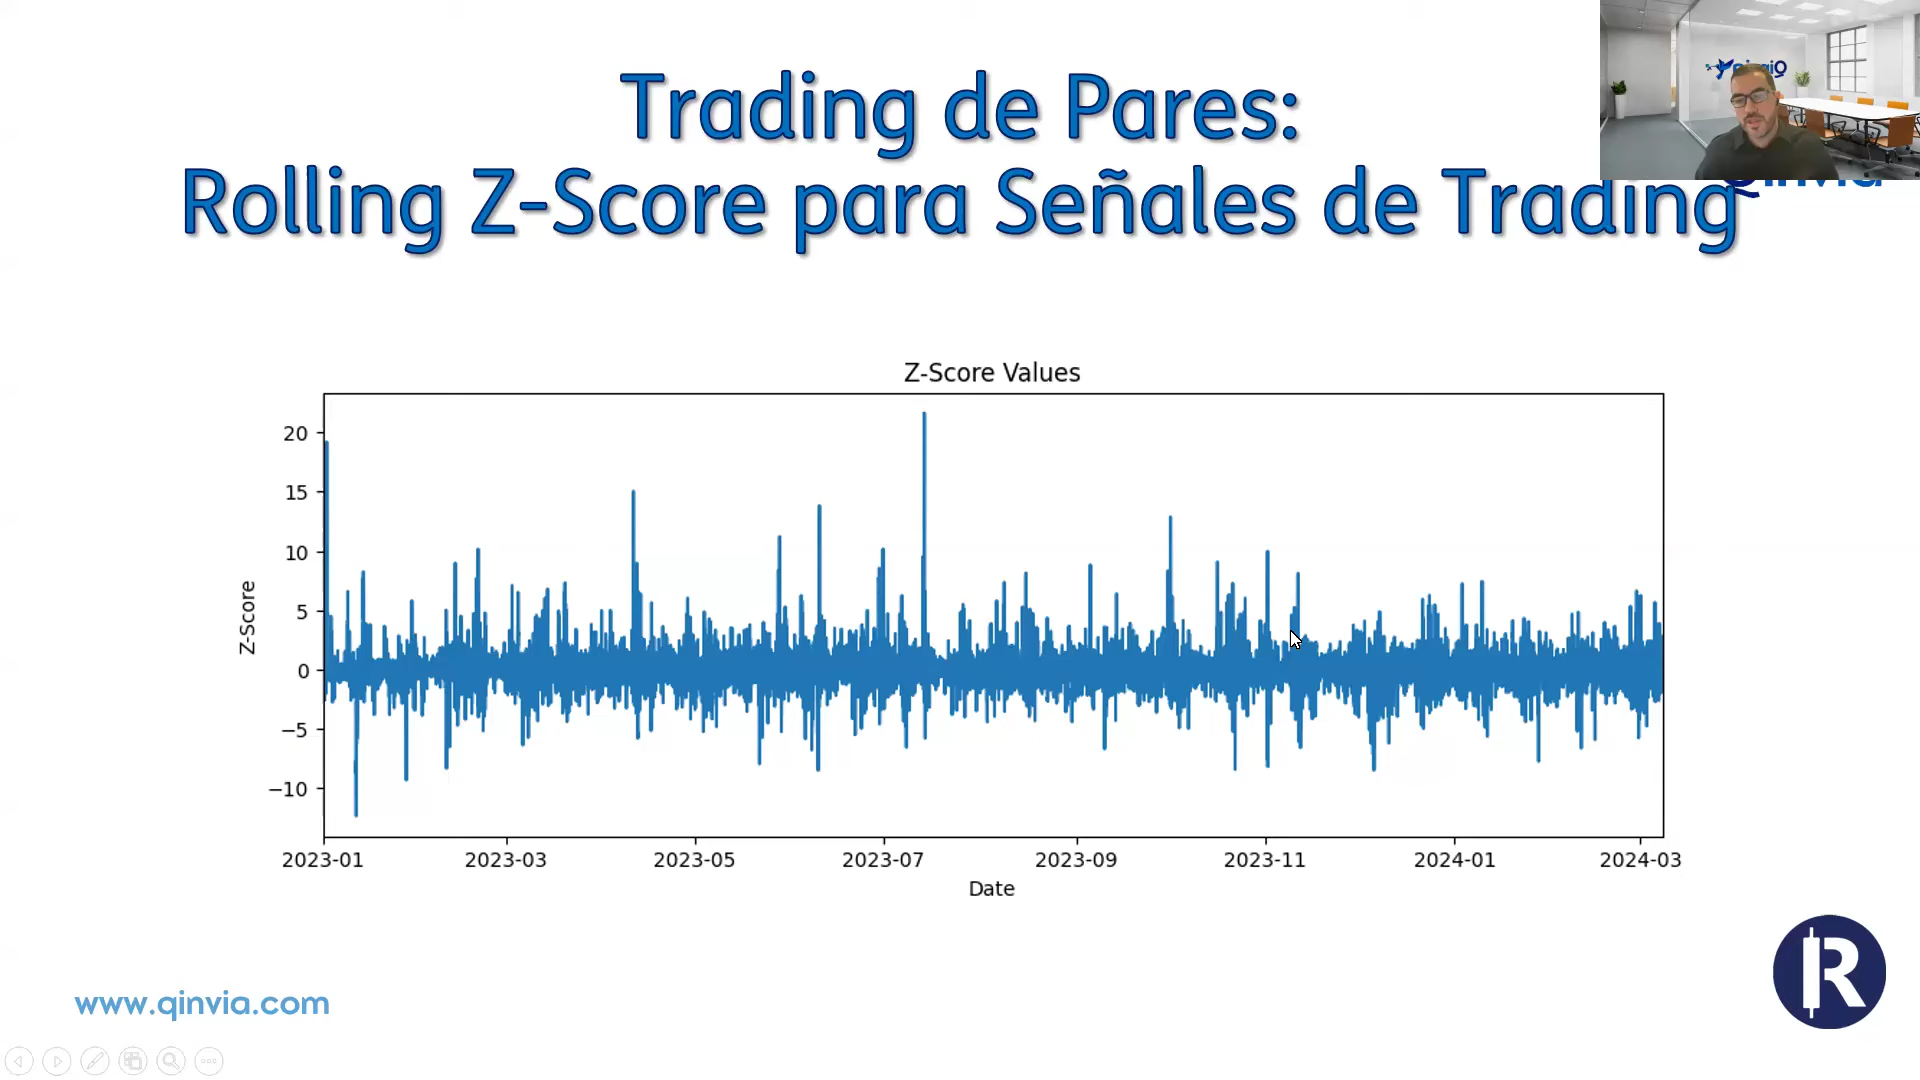 Trading de Pares:
Rolling Z-Score para Señales de Trading
Z-Score Values
20
15
10
5
0
−5
−10
Z-Score
2023-01
2023-03
2023-05
2023-07
2023-09
2023-11
2024-01
2024-03
Date
www.qinvia.com
R